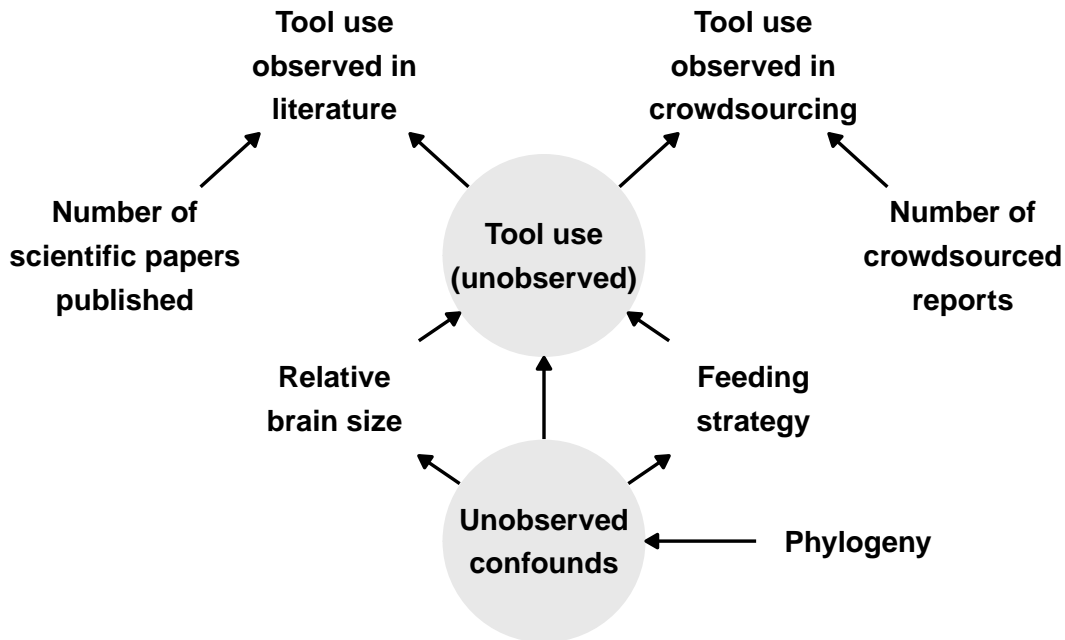 Tool use
observed in
literature
Tool use
observed in
crowdsourcing
Number of
scientific papers
published
Tool use
(unobserved)
Number of
crowdsourced
reports
Relative
brain size
Feeding
strategy
Unobserved
confounds
Phylogeny